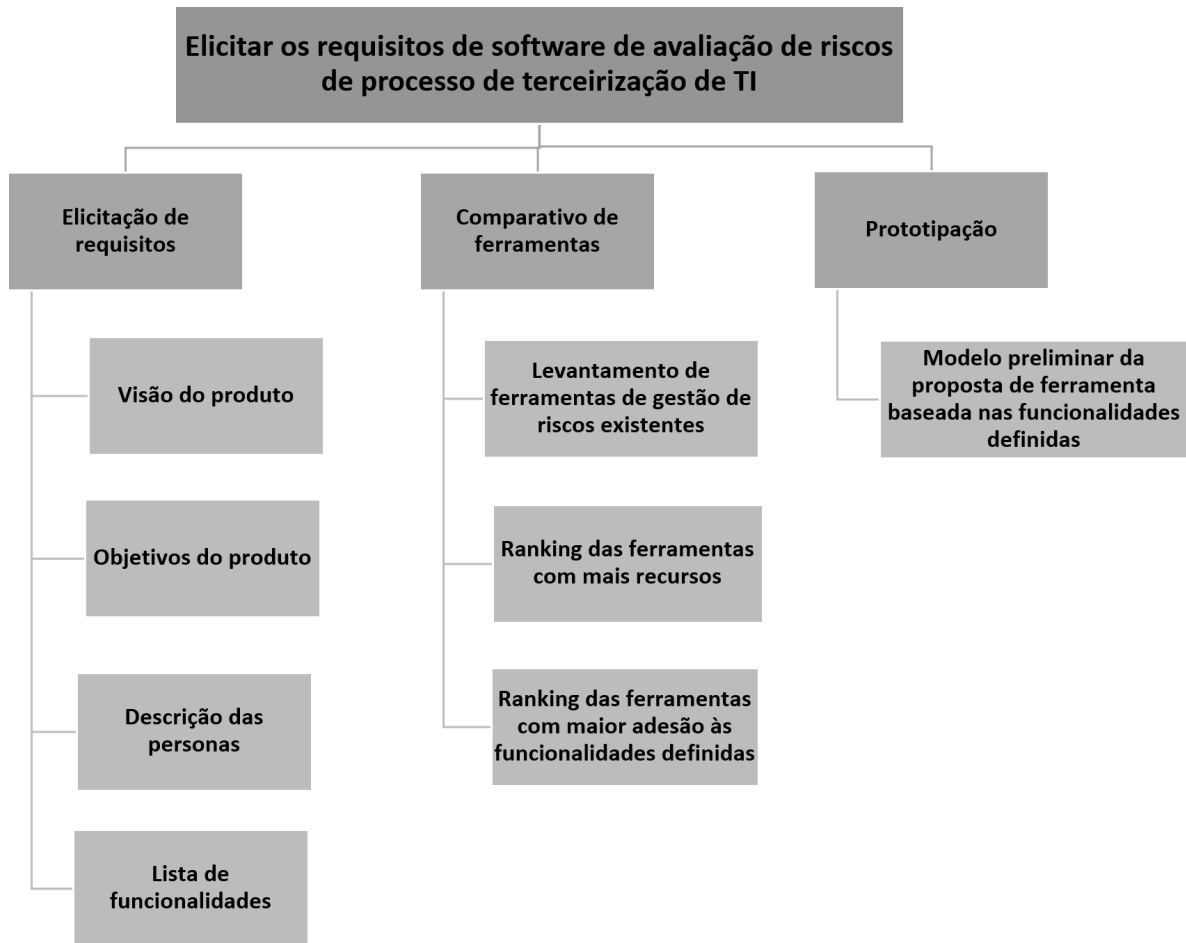 Elicitar os requisitos de software de avaliação de riscos
de processo de terceirização de TI
Elicitação de
requisitos
Visão do produto
Objetivos do produto
Descrição das
personas
Lista de
funcionalidades
Comparativo de
ferramentas
Levantamento de
ferramentas de gestão de
riscos existentes
Ranking das ferramentas
com mais recursos
Ranking das ferramentas
com maior adesão às
funcionalidades definidas
Prototipação
Modelo preliminar da
proposta de ferramenta
baseada nas funcionalidades
definidas